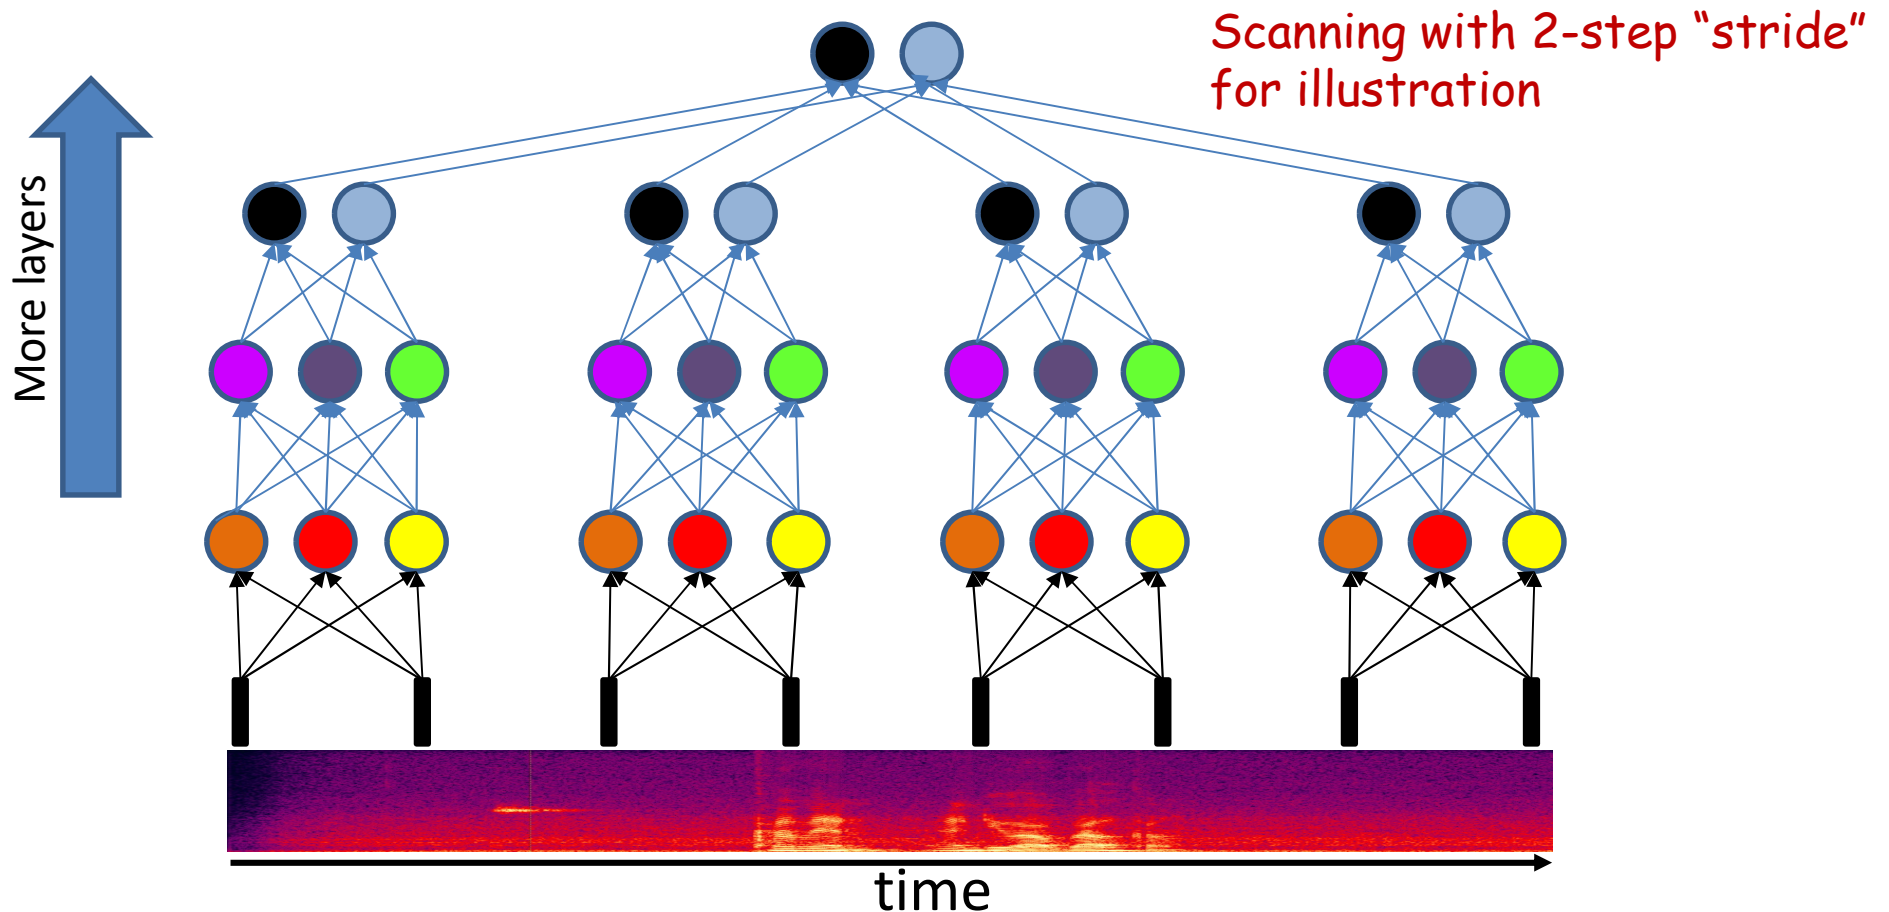 Scanning with 2-step “stride”
for illustration
More layers
time